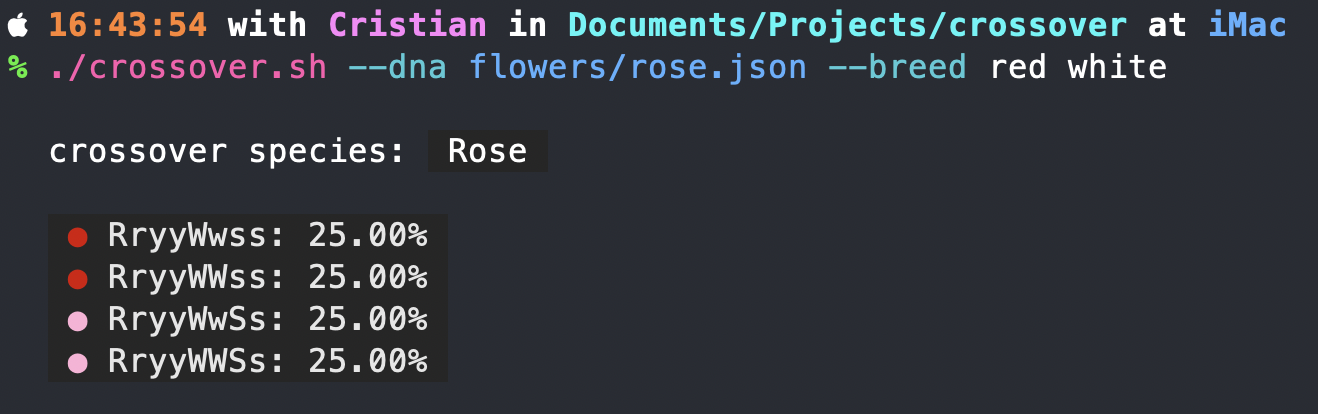 16:43:54 with Cristian in Documents/Projects/crossover at iMac
% ./crossover.sh --dna flowers/rose.json --breed red white
crossover species: Rose
RryyWwss: 25.00%
RryyWWss: 25.00%
RryyWwSs: 25.00%
RryyWWSs: 25.00%